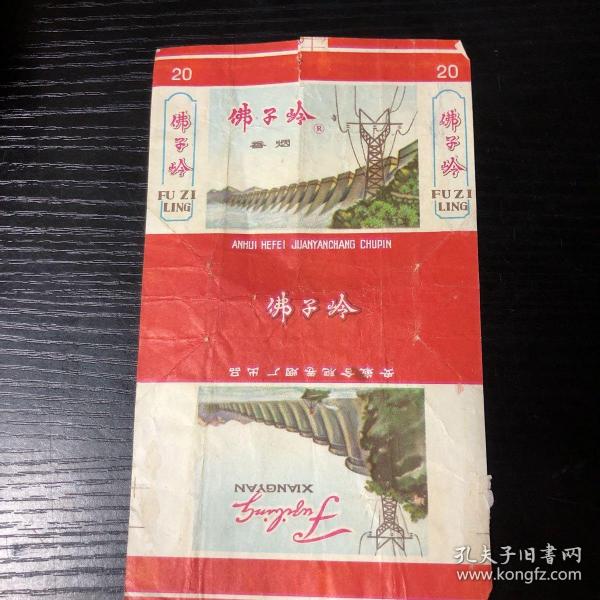 20
20
佛子岭
FU ZI
LING
佛子岭®
香烟
佛子岭
FU ZI
LING
ANHUI HEFEI JUANYANCHANG CHUPIN
佛子岭
安徽合肥卷烟厂出品
Fuziling
XIANGYAN
孔夫子旧书网
www.kongfz.com